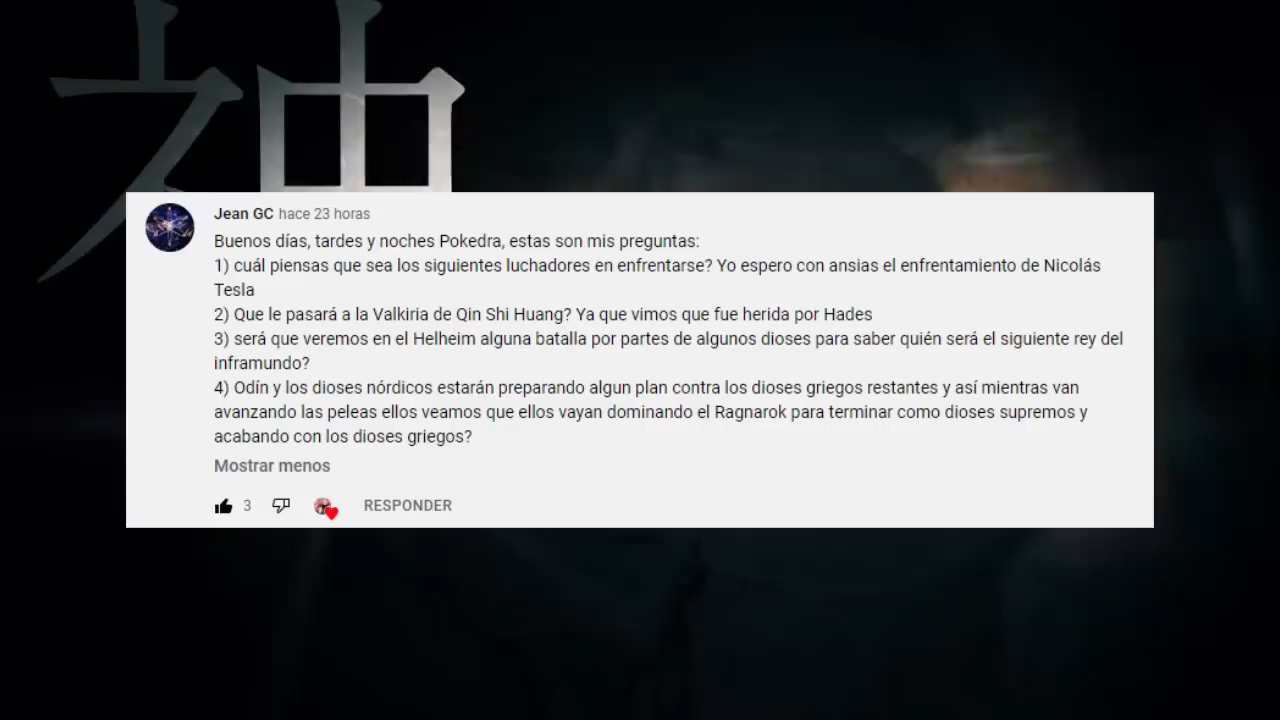 神
Jean GC hace 23 horas
Buenos días, tardes y noches Pokedra, estas son mis preguntas:
1) cuál piensas que sea los siguientes luchadores en enfrentarse? Yo espero con ansias el enfrentamiento de Nicolás
Tesla
2) Que le pasará a la Valkiria de Qin Shi Huang? Ya que vimos que fue herida por Hades
3) será que veremos en el Helheim alguna batalla por partes de algunos dioses para saber quién será el siguiente rey del
inframundo?
4) Odín y los dioses nórdicos estarán preparando algun plan contra los dioses griegos restantes y así mientras van
avanzando las peleas ellos veamos que ellos vayan dominando el Ragnarok para terminar como dioses supremos y
acabando con los dioses griegos?
Mostrar menos
3 RESPONDER